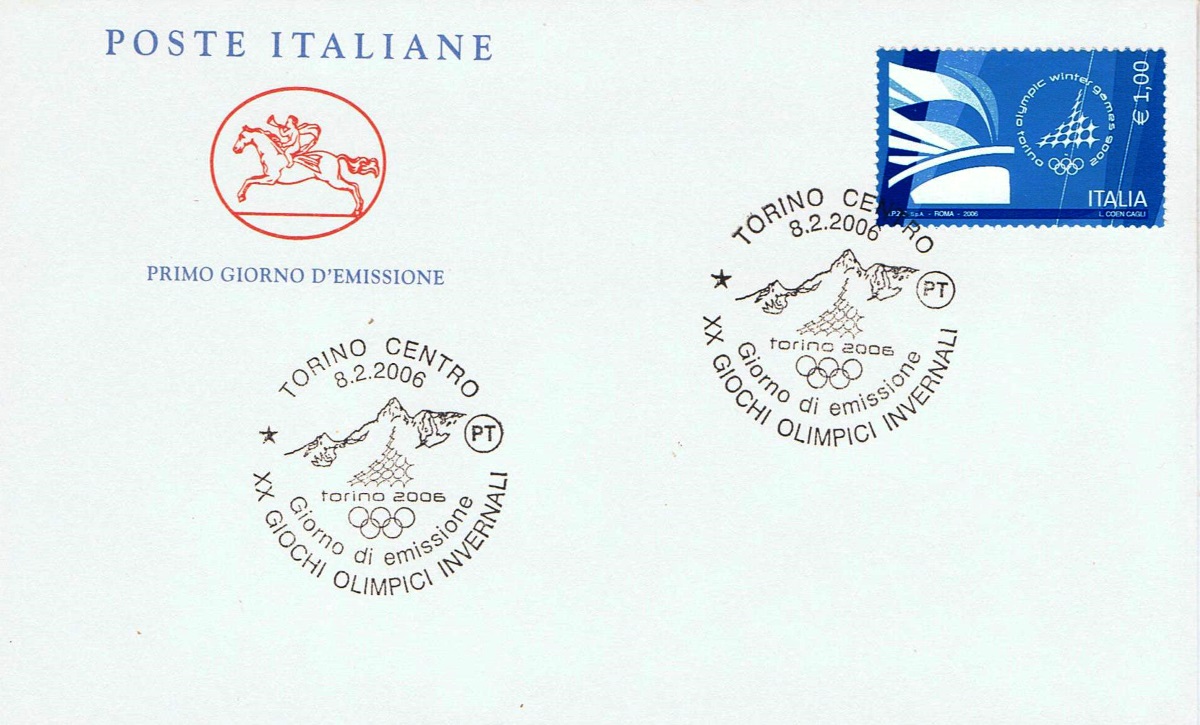 POSTE ITALIANE
PRIMO GIORNO D'EMISSIONE
torino olympic winter games 2006
€ 1,00
ITALIA
S.p.A. - ROMA - 2006
L. COEN CAGLI
TORINO CENTRO
8.2.2006
PT
torino 2006
Giorno di emissione
XX GIOCHI OLIMPICI INVERNALI
TORINO CENTRO
8.2.2006
PT
torino 2006
Giorno di emissione
XX GIOCHI OLIMPICI INVERNALI